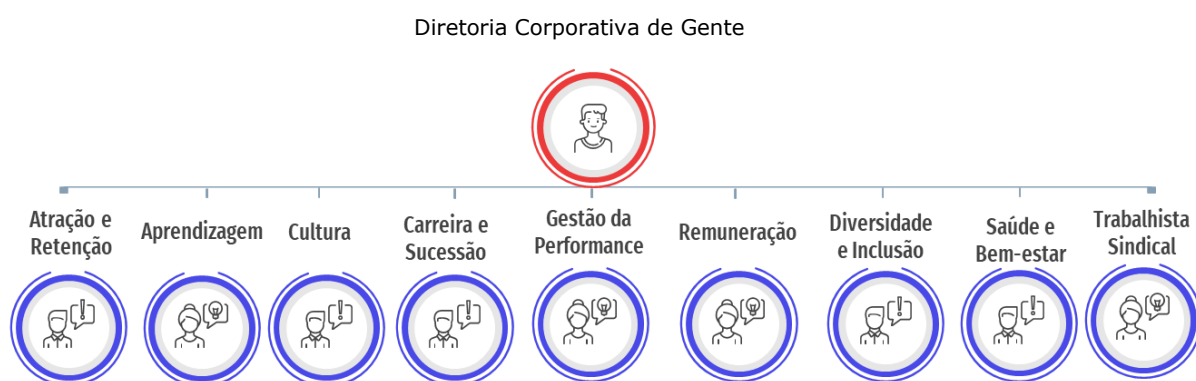 Diretoria Corporativa de Gente
Atração e
Retenção
Aprendizagem
Cultura
Carreira e
Sucessão
Gestão da
Performance
Remuneração
Diversidade
e Inclusão
Saúde e
Bem-estar
Trabalhista
Sindical